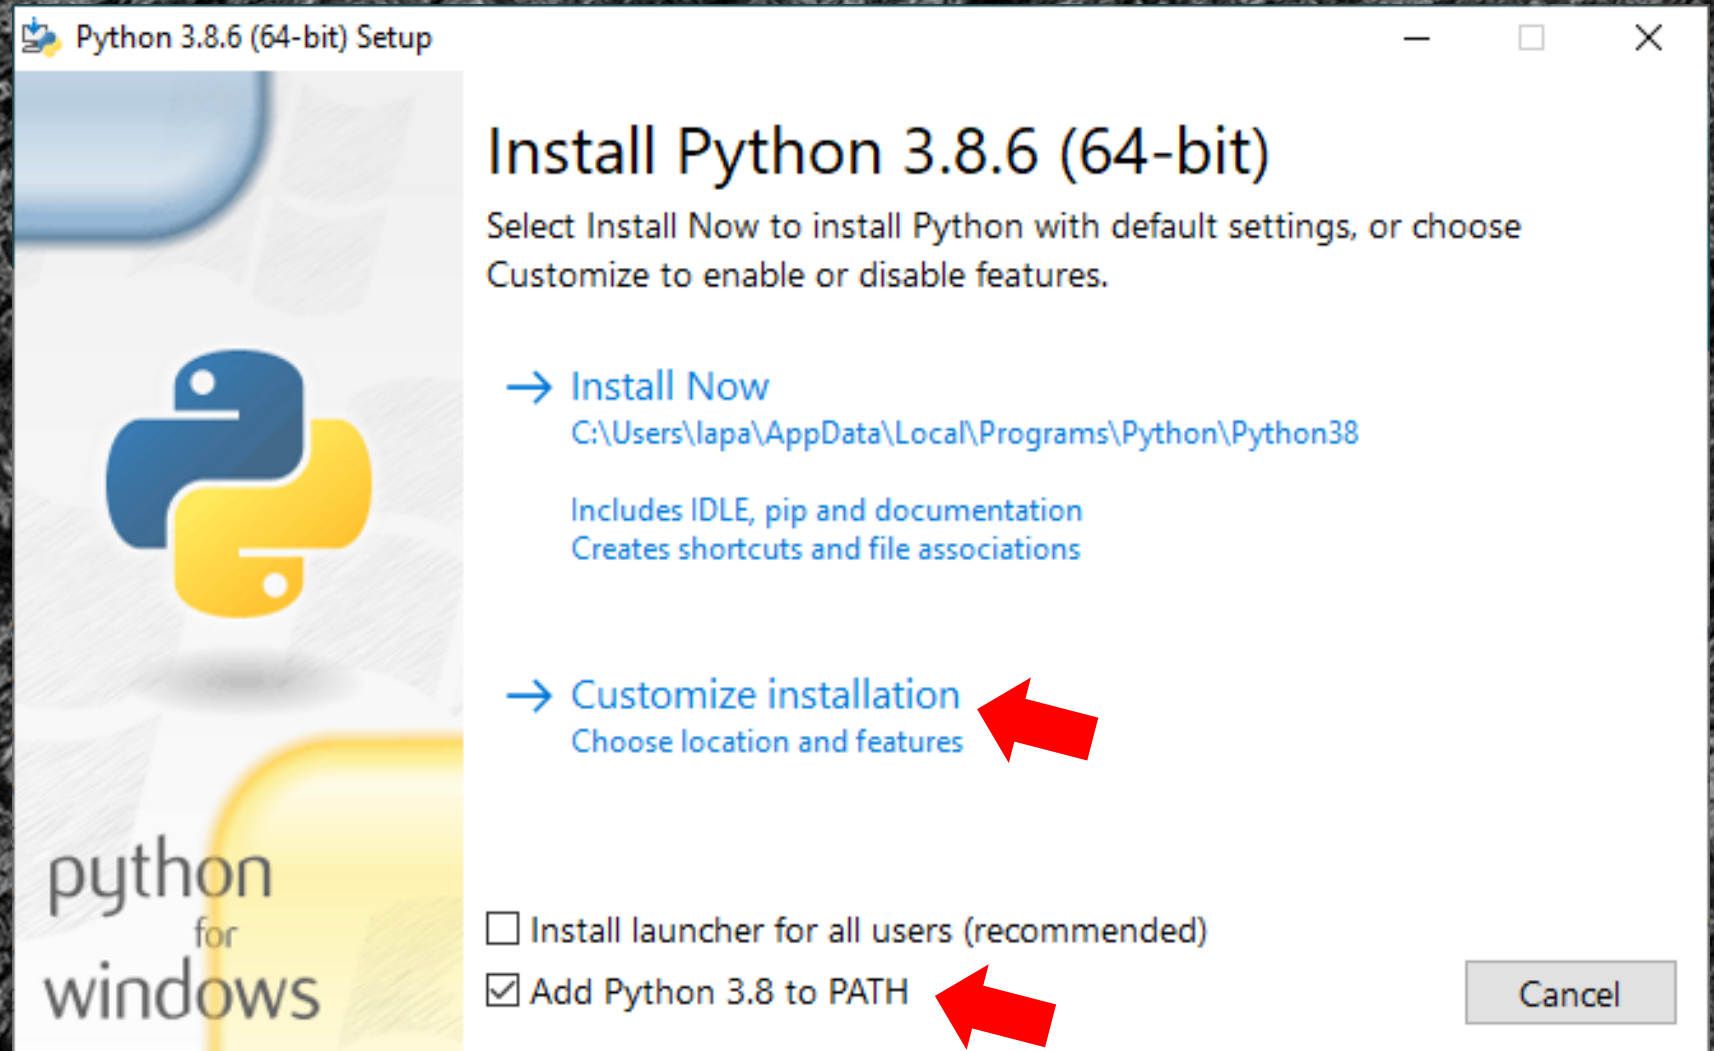 Python 3.8.6 (64-bit) Setup
Install Python 3.8.6 (64-bit)
Select Install Now to install Python with default settings, or choose
Customize to enable or disable features.
Install Now
C:\Users\lapa\AppData\Local\Programs\Python\Python38
Includes IDLE, pip and documentation
Creates shortcuts and file associations
Customize installation
Choose location and features
python
for
windows
Install launcher for all users (recommended)
Add Python 3.8 to PATH
Cancel